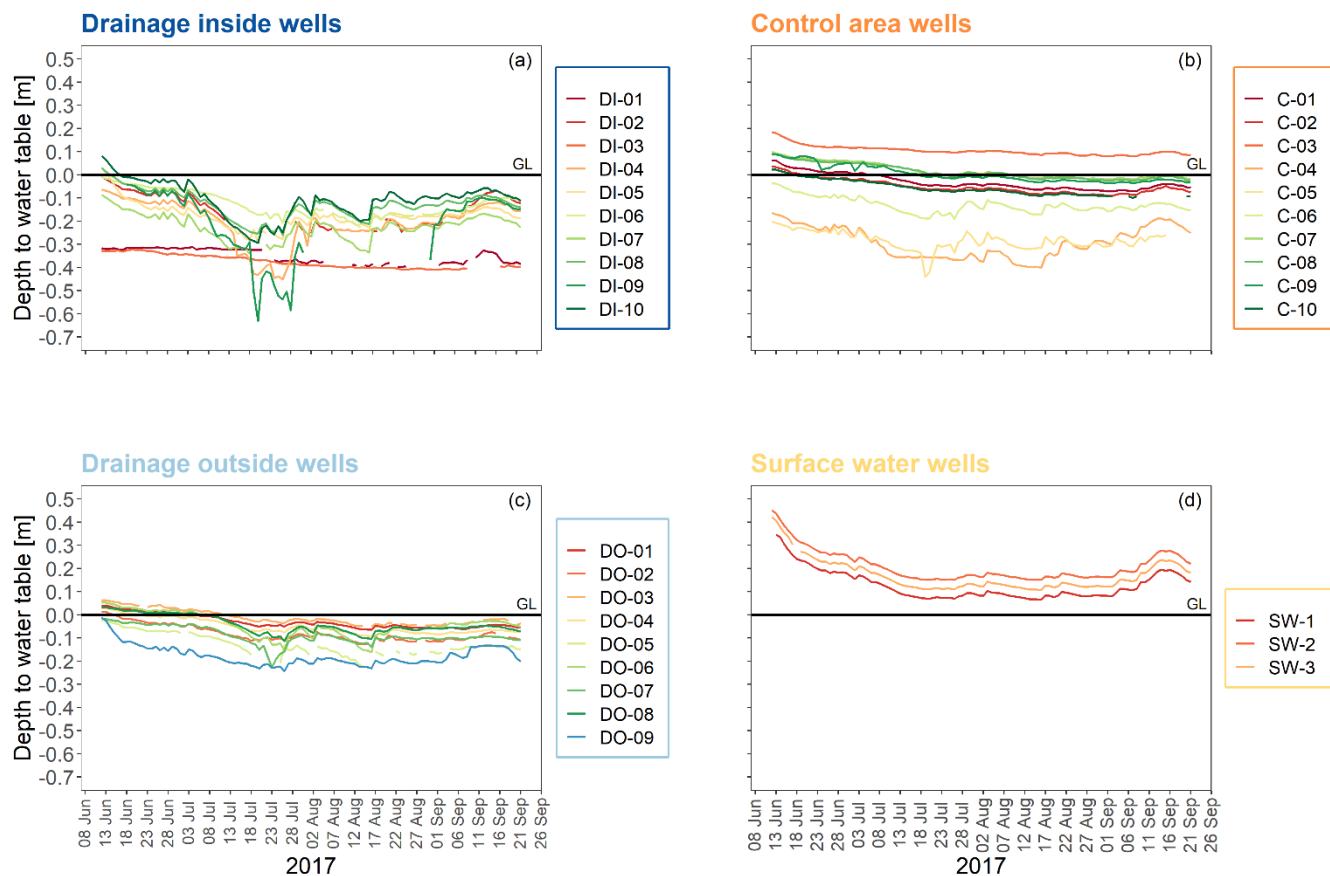 Drainage inside wells
Depth to water table [m]
0.5
0.4
0.3
0.2
0.1
0.0
-0.1
-0.2
-0.3
-0.4
-0.5
-0.6
-0.7
(a)
GL
DI-01
DI-02
DI-03
DI-04
DI-05
DI-06
DI-07
DI-08
DI-09
DI-10
Control area wells
(b)
GL
C-01
C-02
C-03
C-04
C-05
C-06
C-07
C-08
C-09
C-10
Drainage outside wells
Depth to water table [m]
0.5
0.4
0.3
0.2
0.1
0.0
-0.1
-0.2
-0.3
-0.4
-0.5
-0.6
-0.7
(c)
GL
DO-01
DO-02
DO-03
DO-04
DO-05
DO-06
DO-07
DO-08
DO-09
08 Jun
13 Jun
18 Jun
23 Jun
28 Jun
03 Jul
08 Jul
13 Jul
18 Jul
23 Jul
28 Jul
02 Aug
07 Aug
12 Aug
17 Aug
22 Aug
27 Aug
01 Sep
06 Sep
11 Sep
16 Sep
21 Sep
26 Sep
2017
Surface water wells
(d)
GL
SW-1
SW-2
SW-3
08 Jun
13 Jun
18 Jun
23 Jun
28 Jun
03 Jul
08 Jul
13 Jul
18 Jul
23 Jul
28 Jul
02 Aug
07 Aug
12 Aug
17 Aug
22 Aug
27 Aug
01 Sep
06 Sep
11 Sep
16 Sep
21 Sep
26 Sep
2017